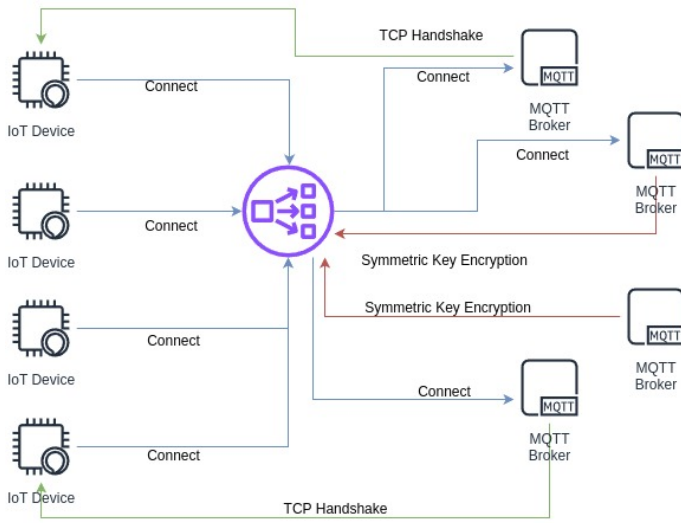 TCP Handshake
MQTT
Connect
Connect
IoT Device
MQTT
Broker
Connect
MQTT
MQTT
Broker
Connect
IoT Device
Symmetric Key Encryption
Symmetric Key Encryption
MQTT
Connect
IoT Device
MQTT
Broker
Connect
MQTT
MQTT
Broker
Connect
IoT Device
TCP Handshake